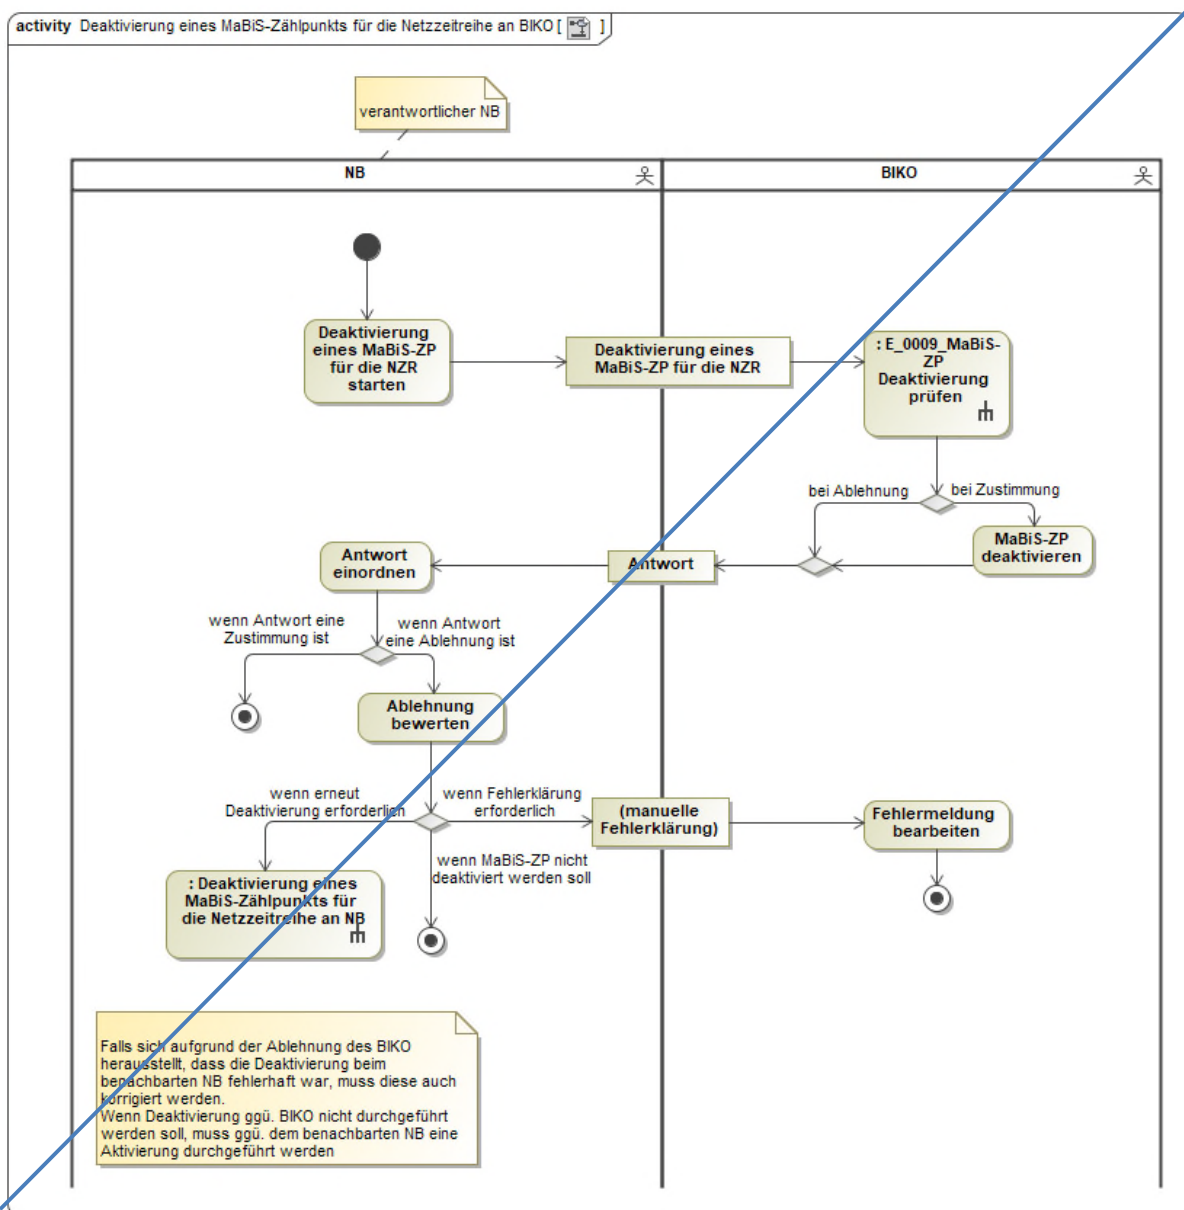 activity Deaktivierung eines MaBiS-Zählpunkts für die Netzzeitreihe an BIKO [ ]
verantwortlicher NB
NB
BIKO
Deaktivierung
eines MaBiS-ZP
für die NZR
starten
Deaktivierung eines
MaBiS-ZP für die NZR
: E_0009_MaBiS-
ZP
Deaktivierung
prüfen
bei Ablehnung
bei Zustimmung
MaBiS-ZP
deaktivieren
Antwort
Antwort
einordnen
wenn Antwort eine
Zustimmung ist
wenn Antwort
eine Ablehnung ist
Ablehnung
bewerten
wenn erneut
Deaktivierung erforderlich
wenn Fehlerklärung
erforderlich
(manuelle
Fehlerklärung)
Fehlermeldung
bearbeiten
wenn MaBiS-ZP nicht
deaktiviert werden soll
: Deaktivierung eines
MaBiS-Zählpunkts für
die Netzzeitreihe an NB
Falls sich aufgrund der Ablehnung des BIKO
herausstellt, dass die Deaktivierung beim
benachbarten NB fehlerhaft war, muss diese auch
korrigiert werden.
Wenn Deaktivierung ggü. BIKO nicht durchgeführt
werden soll, muss ggü. dem benachbarten NB eine
Aktivierung durchgeführt werden